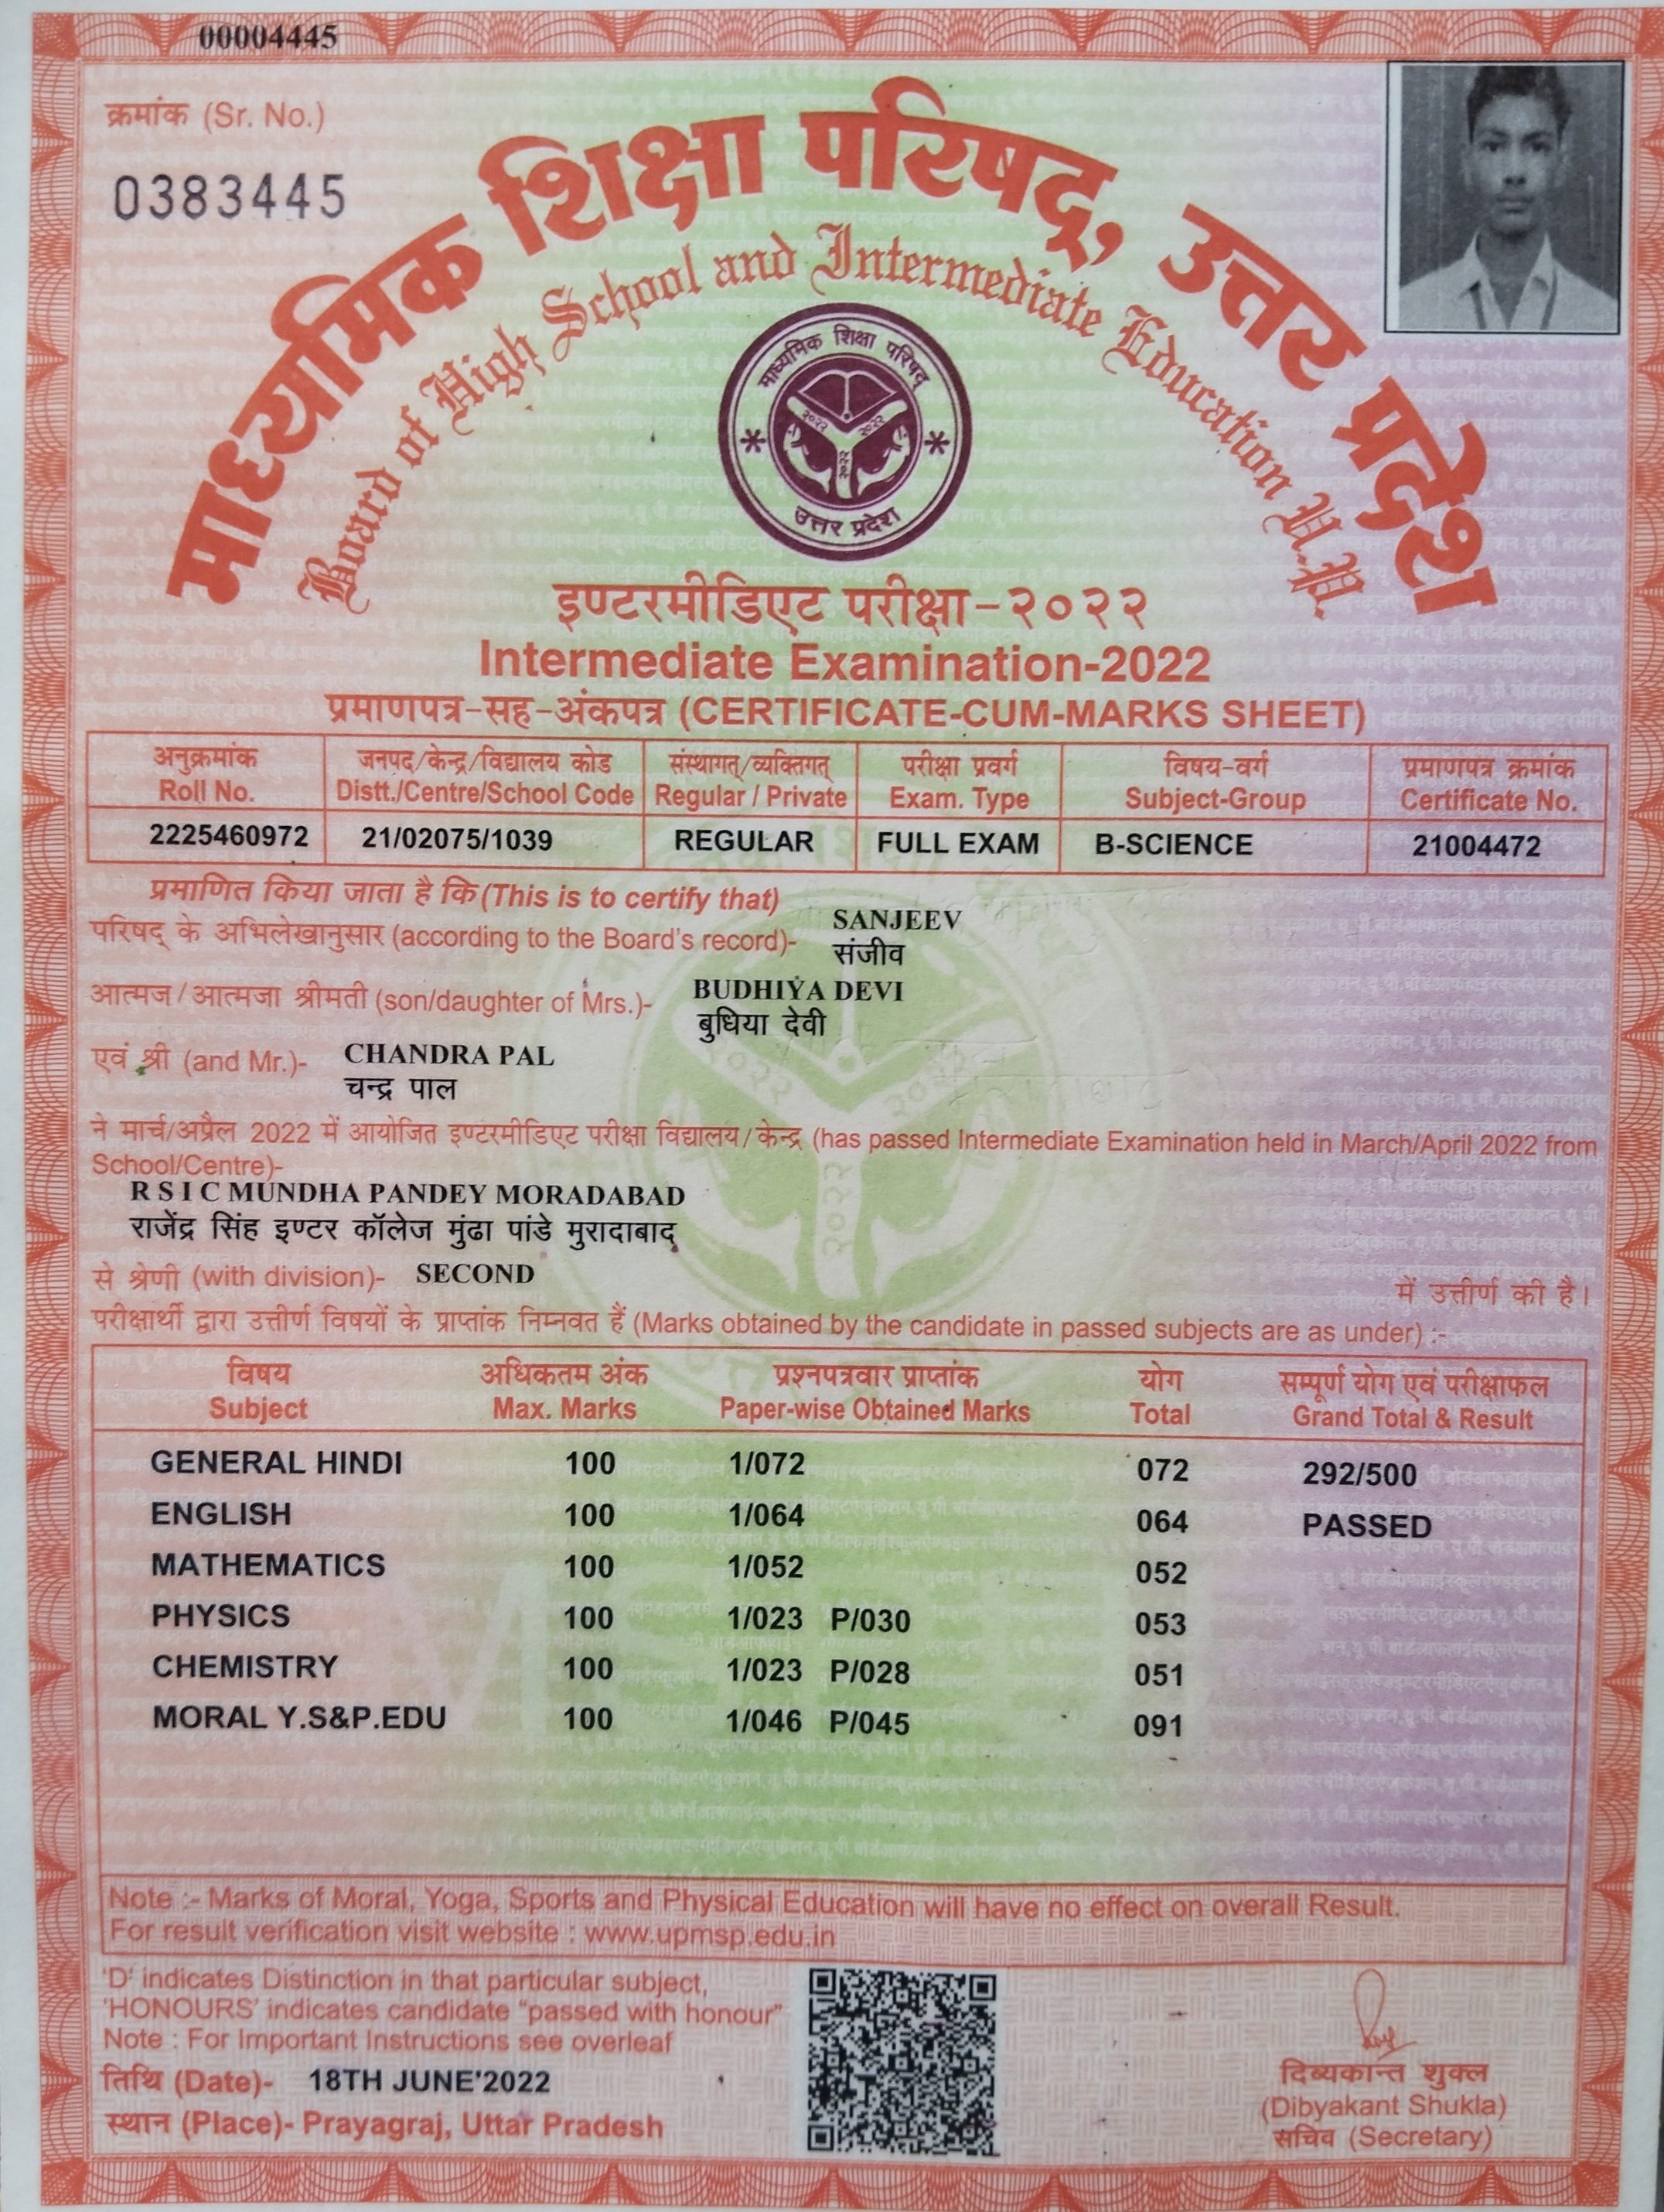 00004445
क्रमांक (Sr. No.)
0383445
माध्यमिक शिक्षा परिषद्, उत्तर प्रदेश
Board of High School and Intermediate Education U.P.
माध्यमिक शिक्षा परिषद्
२०२२ २०२२
२०२२
उत्तर प्रदेश
इण्टरमीडिएट परीक्षा-२०२२
Intermediate Examination-2022
प्रमाणपत्र-सह-अंकपत्र (CERTIFICATE-CUM-MARKS SHEET)
अनुक्रमांक जनपद/केन्द्र/विद्यालय कोड संस्थागत्/व्यक्तिगत् परीक्षा प्रवर्ग विषय-वर्ग प्रमाणपत्र क्रमांक
Roll No. Distt./Centre/School Code Regular / Private Exam. Type Subject-Group Certificate No.
2225460972 21/02075/1039 REGULAR FULL EXAM B-SCIENCE 21004472
प्रमाणित किया जाता है कि (This is to certify that)
परिषद् के अभिलेखानुसार (according to the Board's record)- SANJEEV
संजीव
आत्मज/आत्मजा श्रीमती (son/daughter of Mrs.)- BUDHIYA DEVI
बुधिया देवी
एवं श्री (and Mr.)- CHANDRA PAL
चन्द्र पाल
ने मार्च/अप्रैल 2022 में आयोजित इण्टरमीडिएट परीक्षा विद्यालय/केन्द्र (has passed Intermediate Examination held in March/April 2022 from
School/Centre)-
R S I C MUNDHA PANDEY MORADABAD
राजेंद्र सिंह इण्टर कॉलेज मुंढा पांडे मुरादाबाद
से श्रेणी (with division)- SECOND में उत्तीर्ण की है।
परीक्षार्थी द्वारा उत्तीर्ण विषयों के प्राप्तांक निम्नवत हैं (Marks obtained by the candidate in passed subjects are as under) :-
विषय अधिकतम अंक प्रश्नपत्रवार प्राप्तांक योग सम्पूर्ण योग एवं परीक्षाफल
Subject Max. Marks Paper-wise Obtained Marks Total Grand Total & Result
GENERAL HINDI 100 1/072 072 292/500
ENGLISH 100 1/064 064 PASSED
MATHEMATICS 100 1/052 052
PHYSICS 100 1/023 P/030 053
CHEMISTRY 100 1/023 P/028 051
MORAL Y.S&P.EDU 100 1/046 P/045 091
Note :- Marks of Moral, Yoga, Sports and Physical Education will have no effect on overall Result.
For result verification visit website : www.upmsp.edu.in
'D' indicates Distinction in that particular subject,
'HONOURS' indicates candidate "passed with honour"
Note : For Important Instructions see overleaf
तिथि (Date)- 18TH JUNE'2022
स्थान (Place)- Prayagraj, Uttar Pradesh
दिव्यकान्त शुक्ल
(Dibyakant Shukla)
सचिव (Secretary)